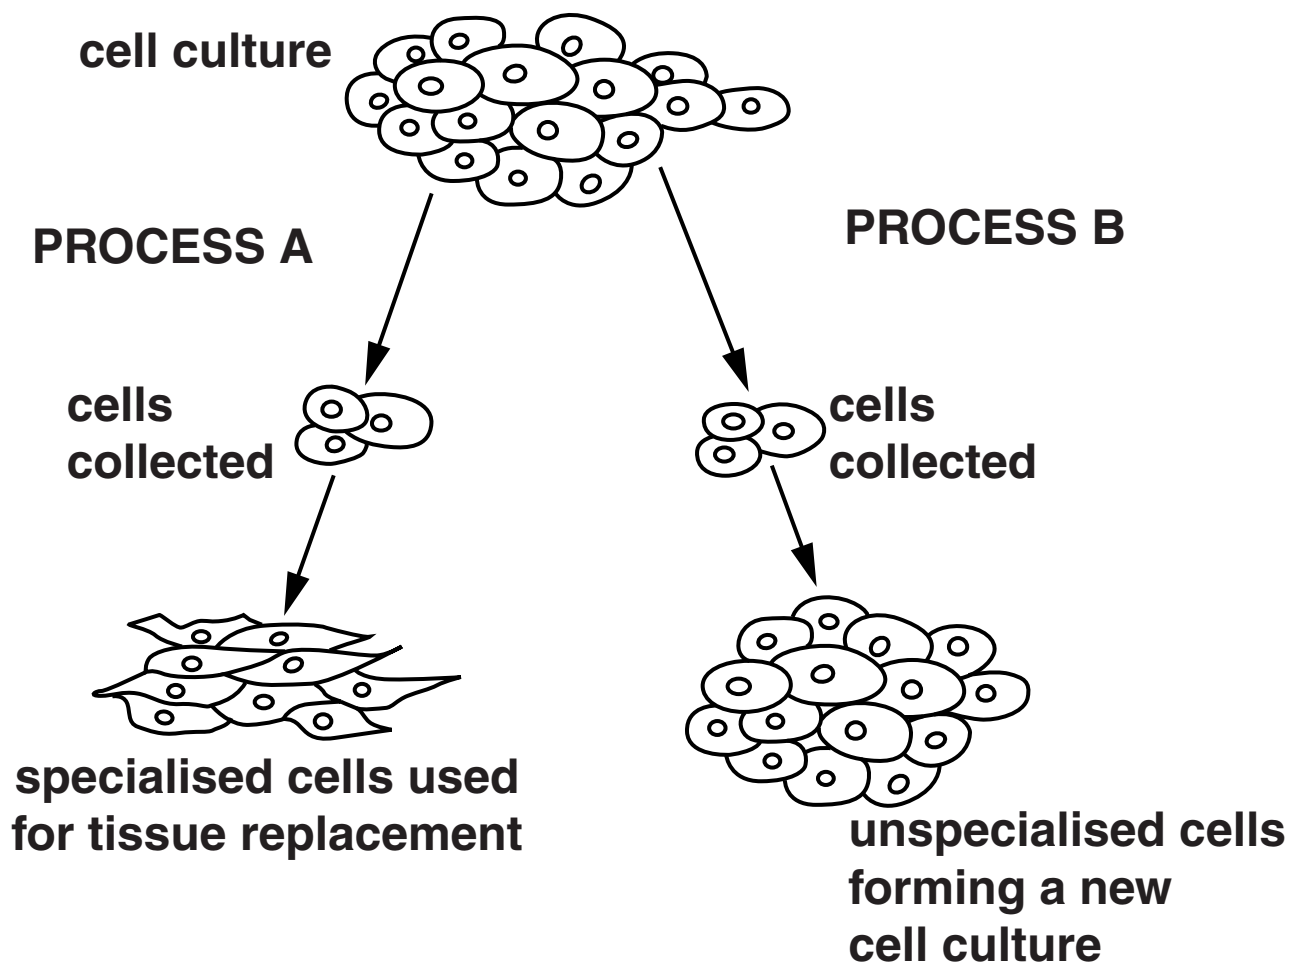 cell culture
PROCESS A
PROCESS B
cells
collected
cells
collected
specialised cells used
for tissue replacement
unspecialised cells
forming a new
cell culture